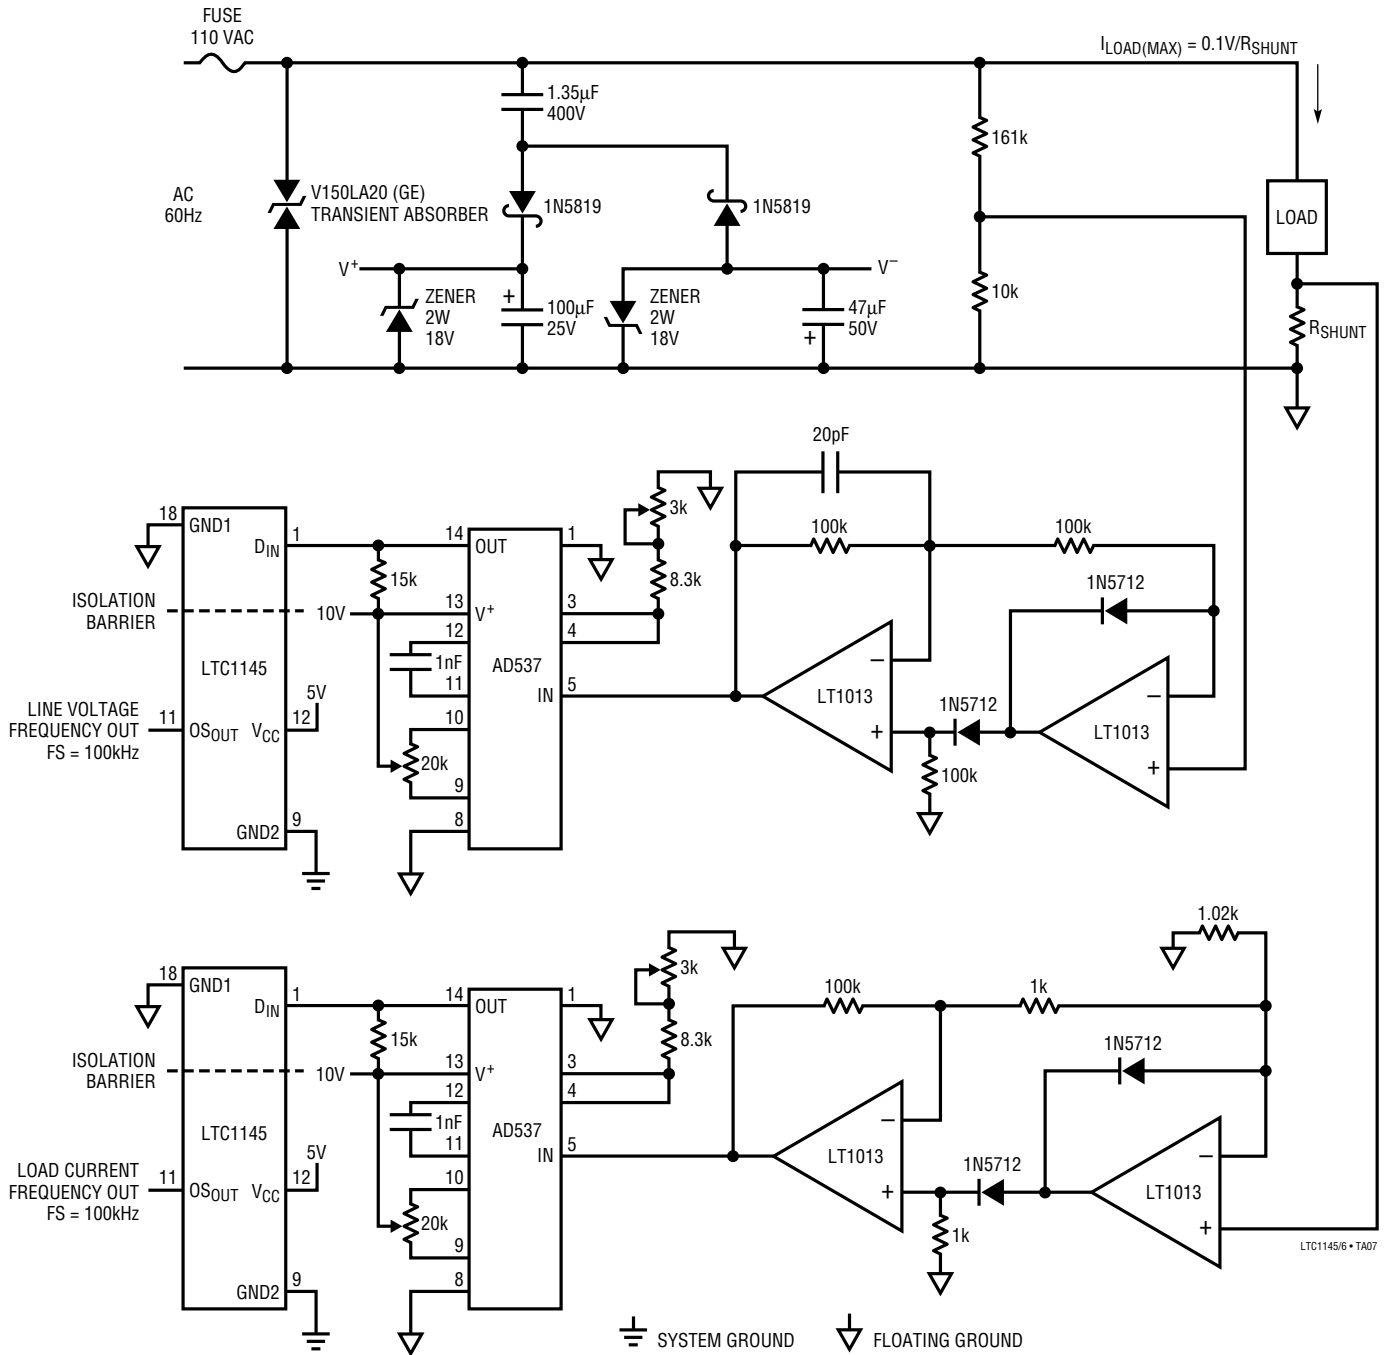 FUSE
110 VAC
I_LOAD(MAX) = 0.1V/R_SHUNT
1.35µF
400V
161k
AC
60Hz
V150LA20 (GE)
TRANSIENT ABSORBER
1N5819
1N5819
LOAD
V+
V–
ZENER
2W
18V
+
100µF
25V
ZENER
2W
18V
47µF
50V
+
10k
R_SHUNT
20pF
18
GND1
D_IN
1
15k
14
OUT
1
3k
8.3k
100k
100k
1N5712
ISOLATION
BARRIER
10V
13
V+
3
12
4
1nF
11
LTC1145
AD537
IN
5
LT1013
–
+
1N5712
LT1013
–
+
100k
LINE VOLTAGE
FREQUENCY OUT
FS = 100kHz
11
OS_OUT
V_CC
12
5V
10
20k
9
8
GND2
9
1.02k
18
GND1
D_IN
1
15k
14
OUT
1
3k
8.3k
100k
1k
1N5712
ISOLATION
BARRIER
10V
13
V+
3
12
4
1nF
11
LTC1145
AD537
IN
5
LT1013
–
+
1N5712
LT1013
–
+
1k
LOAD CURRENT
FREQUENCY OUT
FS = 100kHz
11
OS_OUT
V_CC
12
5V
10
20k
9
8
GND2
9
LTC1145/6 • TA07
SYSTEM GROUND
FLOATING GROUND